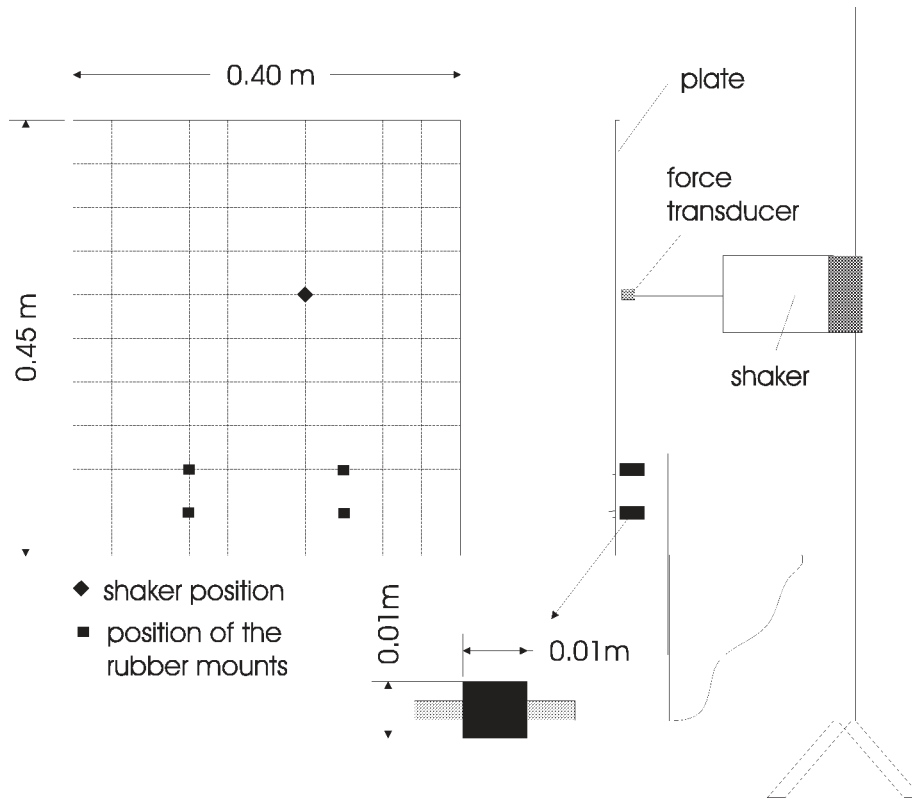 0.40 m
plate
force
transducer
0.45 m
shaker
shaker position
position of the
rubber mounts
0.01m
0.01m